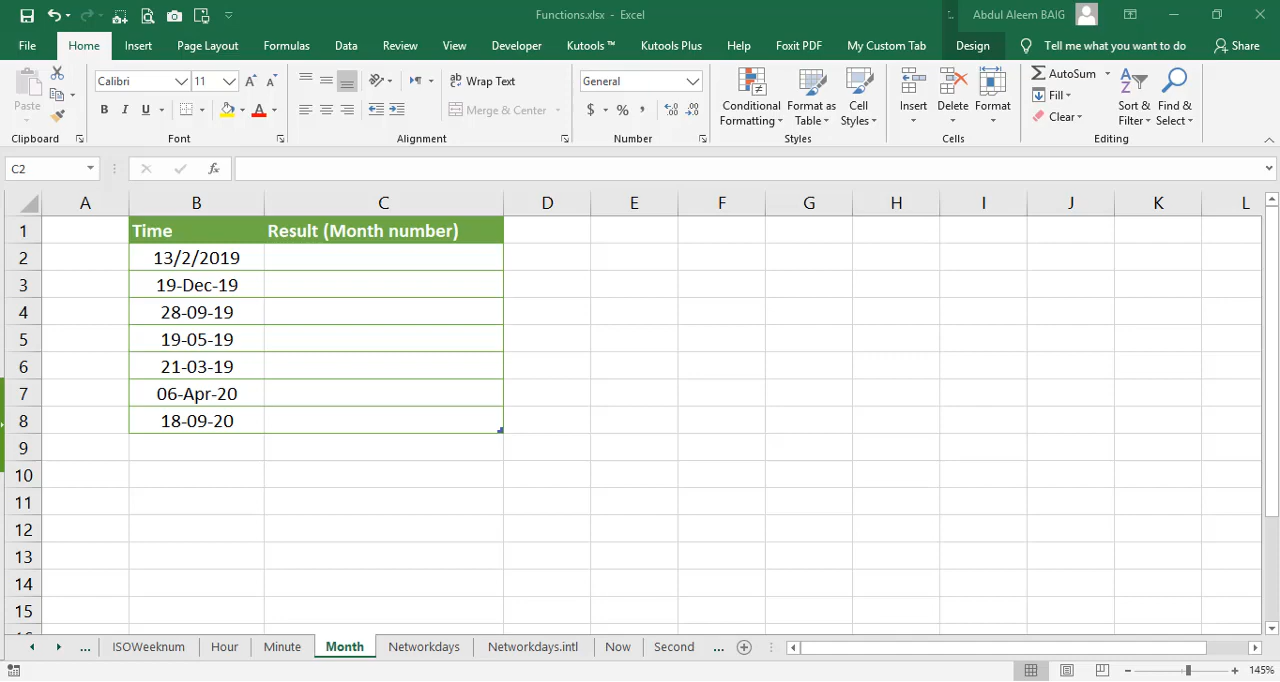 Functions.xlsx - Excel
Abdul Aleem BAIG
File Home Insert Page Layout Formulas Data Review View Developer Kutools ™ Kutools Plus Help Foxit PDF My Custom Tab Design Tell me what you want to do Share
Paste
Clipboard
Calibri 11
B I U
Font
Wrap Text
Merge & Center
Alignment
General
$ % ,
Number
Conditional Formatting
Format as Table
Cell Styles
Styles
Insert Delete Format
Cells
AutoSum
Fill
Clear
Sort & Filter
Find & Select
Editing
C2
fx
A B C D E F G H I J K L
1 Time Result (Month number)
2 13/2/2019
3 19-Dec-19
4 28-09-19
5 19-05-19
6 21-03-19
7 06-Apr-20
8 18-09-20
9
10
11
12
13
14
15
... ISOWeeknum Hour Minute Month Networkdays Networkdays.intl Now Second ...
145%